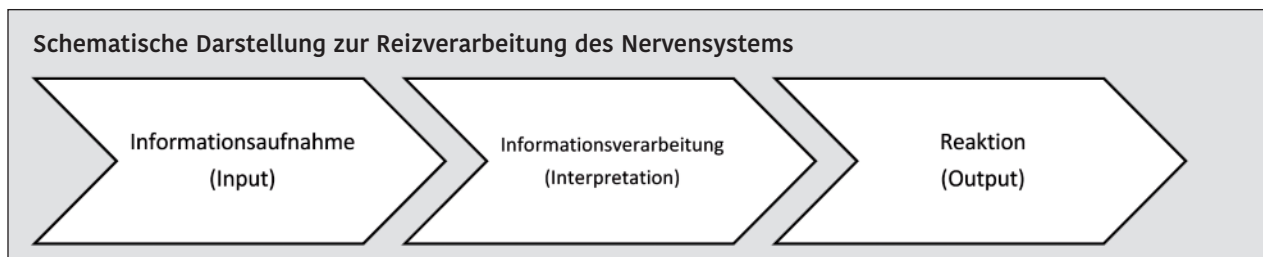 Schematische Darstellung zur Reizverarbeitung des Nervensystems
Informationsaufnahme
(Input)
Informationsverarbeitung
(Interpretation)
Reaktion
(Output)